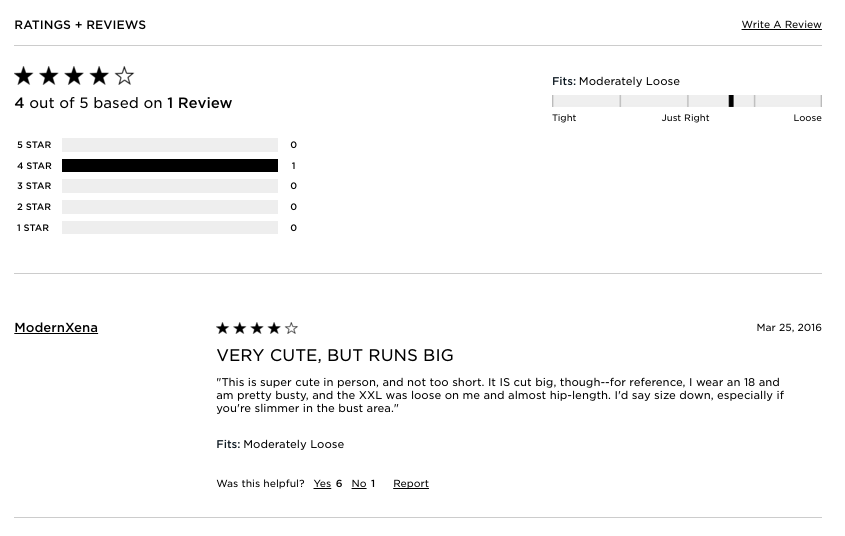 RATINGS + REVIEWS
Write A Review
4 out of 5 based on 1 Review
Fits: Moderately Loose
Tight
Just Right
Loose
5 STAR 0
4 STAR 1
3 STAR 0
2 STAR 0
1 STAR 0
ModernXena
Mar 25, 2016
VERY CUTE, BUT RUNS BIG
"This is super cute in person, and not too short. It IS cut big, though--for reference, I wear an 18 and
am pretty busty, and the XXL was loose on me and almost hip-length. I'd say size down, especially if
you're slimmer in the bust area."
Fits: Moderately Loose
Was this helpful? Yes 6 No 1 Report